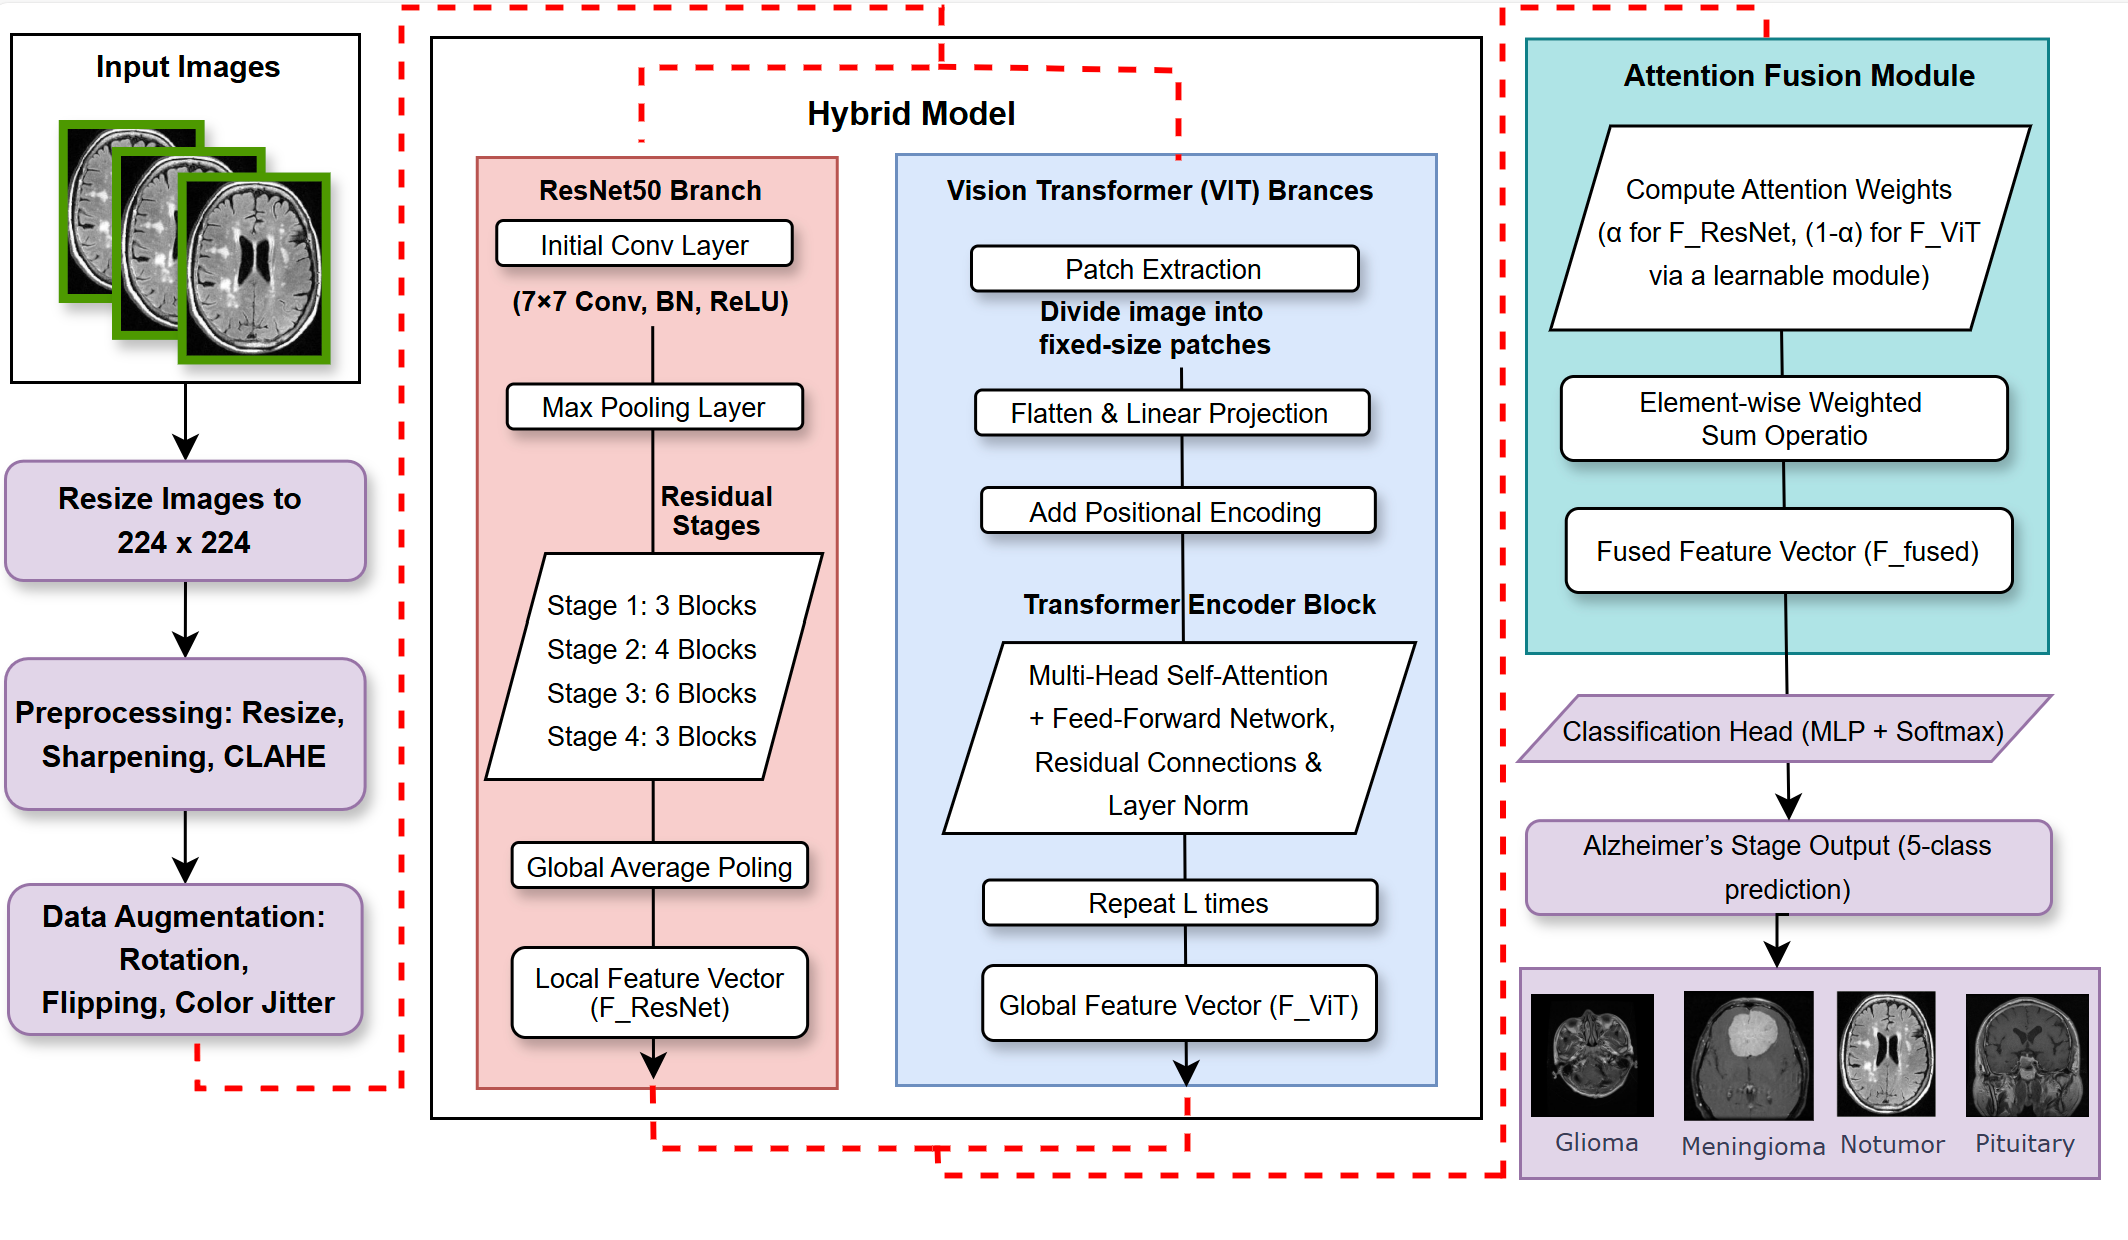 Input Images
Resize Images to
224 x 224
Preprocessing: Resize,
Sharpening, CLAHE
Data Augmentation:
Rotation,
Flipping, Color Jitter
Hybrid Model
ResNet50 Branch
Initial Conv Layer
(7×7 Conv, BN, ReLU)
Max Pooling Layer
Residual
Stages
Stage 1: 3 Blocks
Stage 2: 4 Blocks
Stage 3: 6 Blocks
Stage 4: 3 Blocks
Global Average Poling
Local Feature Vector
(F_ResNet)
Vision Transformer (VIT) Brances
Patch Extraction
Divide image into
fixed-size patches
Flatten & Linear Projection
Add Positional Encoding
Transformer Encoder Block
Multi-Head Self-Attention
+ Feed-Forward Network,
Residual Connections &
Layer Norm
Repeat L times
Global Feature Vector (F_ViT)
Attention Fusion Module
Compute Attention Weights
(α for F_ResNet, (1-α) for F_ViT
via a learnable module)
Element-wise Weighted
Sum Operatio
Fused Feature Vector (F_fused)
Classification Head (MLP + Softmax)
Alzheimer's Stage Output (5-class
prediction)
Glioma
Meningioma
Notumor
Pituitary